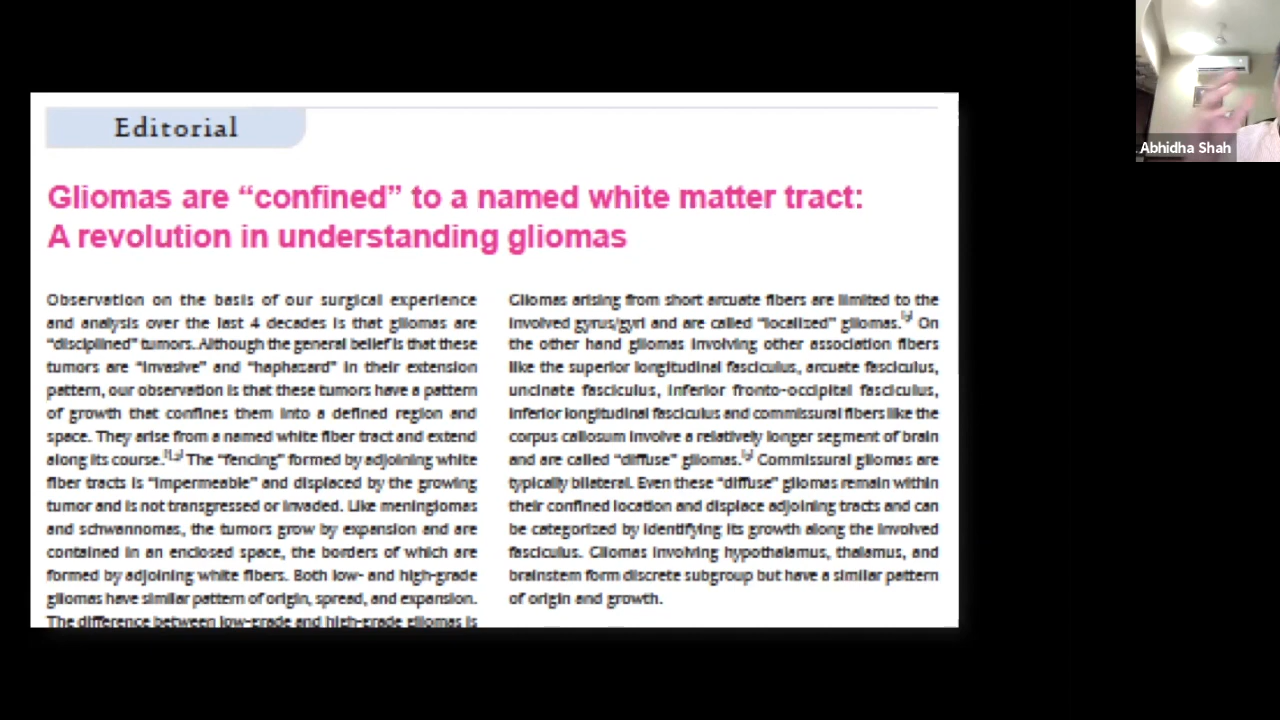 Editorial
Gliomas are “confined” to a named white matter tract:
A revolution in understanding gliomas
Observation on the basis of our surgical experience
and analysis over the last 4 decades is that gliomas are
“disciplined” tumors. Although the general belief is that these
tumors are “invasive” and “haphazard” in their extension
pattern, our observation is that these tumors have a pattern
of growth that confines them into a defined region and
space. They arise from a named white fiber tract and extend
along its course. The “fencing” formed by adjoining white
fiber tracts is “impermeable” and displaced by the growing
tumor and is not transgressed or invaded. Like meningiomas
and schwannomas, the tumors grow by expansion and are
contained in an enclosed space, the borders of which are
formed by adjoining white fibers. Both low- and high-grade
gliomas have similar pattern of origin, spread, and expansion.
The difference between low-grade and high-grade gliomas is
Gliomas arising from short arcuate fibers are limited to the
involved gyrus/gyri and are called “localized” gliomas. On
the other hand gliomas involving other association fibers
like the superior longitudinal fasciculus, arcuate fasciculus,
uncinate fasciculus, inferior fronto-occipital fasciculus,
inferior longitudinal fasciculus and commissural fibers like the
corpus callosum involve a relatively longer segment of brain
and are called “diffuse” gliomas. Commissural gliomas are
typically bilateral. Even these “diffuse” gliomas remain within
their confined location and displace adjoining tracts and can
be categorized by identifying its growth along the involved
fasciculus. Gliomas involving hypothalamus, thalamus, and
brainstem form discrete subgroup but have a similar pattern
of origin and growth.
Abhidha Shah